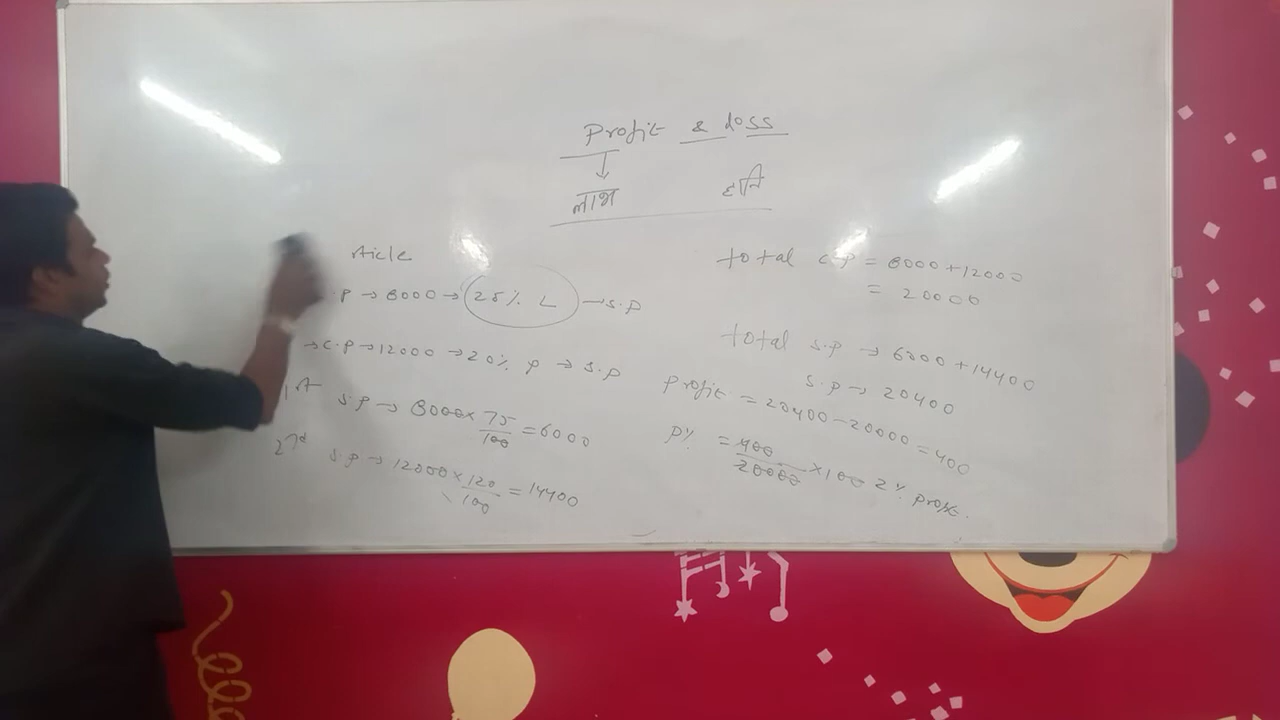 Profit & Loss
↓
लाभ हानि
Aicle
.P → 8000 → 25% L → S.P
→ C.P → 12000 → 20% P → S.P
1st S.P → 8000 × 75/100 = 6000
2nd S.P → 12000 × 120/100 = 14400
Total C.P = 8000 + 12000
= 20000
Total S.P → 6000 + 14400
S.P → 20400
Profit = 20400 - 20000 = 400
P% = 400/20000 × 100 2% Profit.